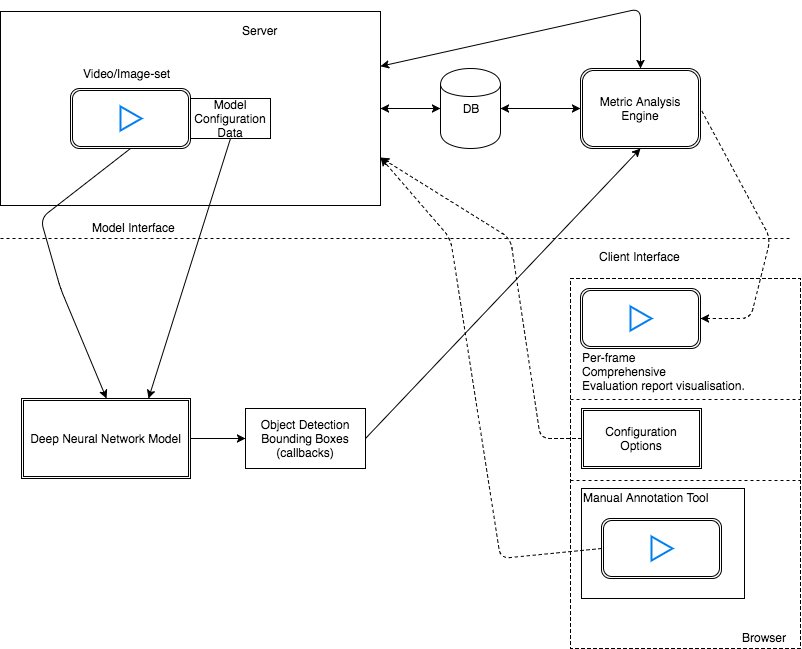 Server
Video/Image-set
Model
Configuration
Data
DB
Metric Analysis
Engine
Model Interface
Client Interface
Per-frame
Comprehensive
Evaluation report visualisation.
Deep Neural Network Model
Object Detection
Bounding Boxes
(callbacks)
Configuration
Options
Manual Annotation Tool
Browser